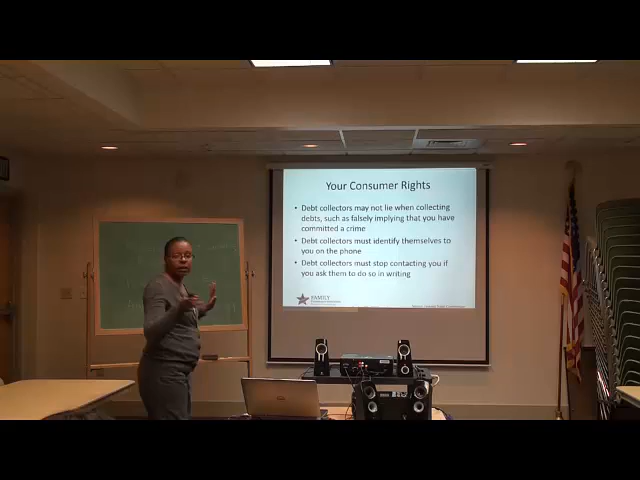 Your Consumer Rights
• Debt collectors may not lie when collecting
debts, such as falsely implying that you have
committed a crime
• Debt collectors must identify themselves to
you on the phone
• Debt collectors must stop contacting you if
you ask them to do so in writing
FAMILY